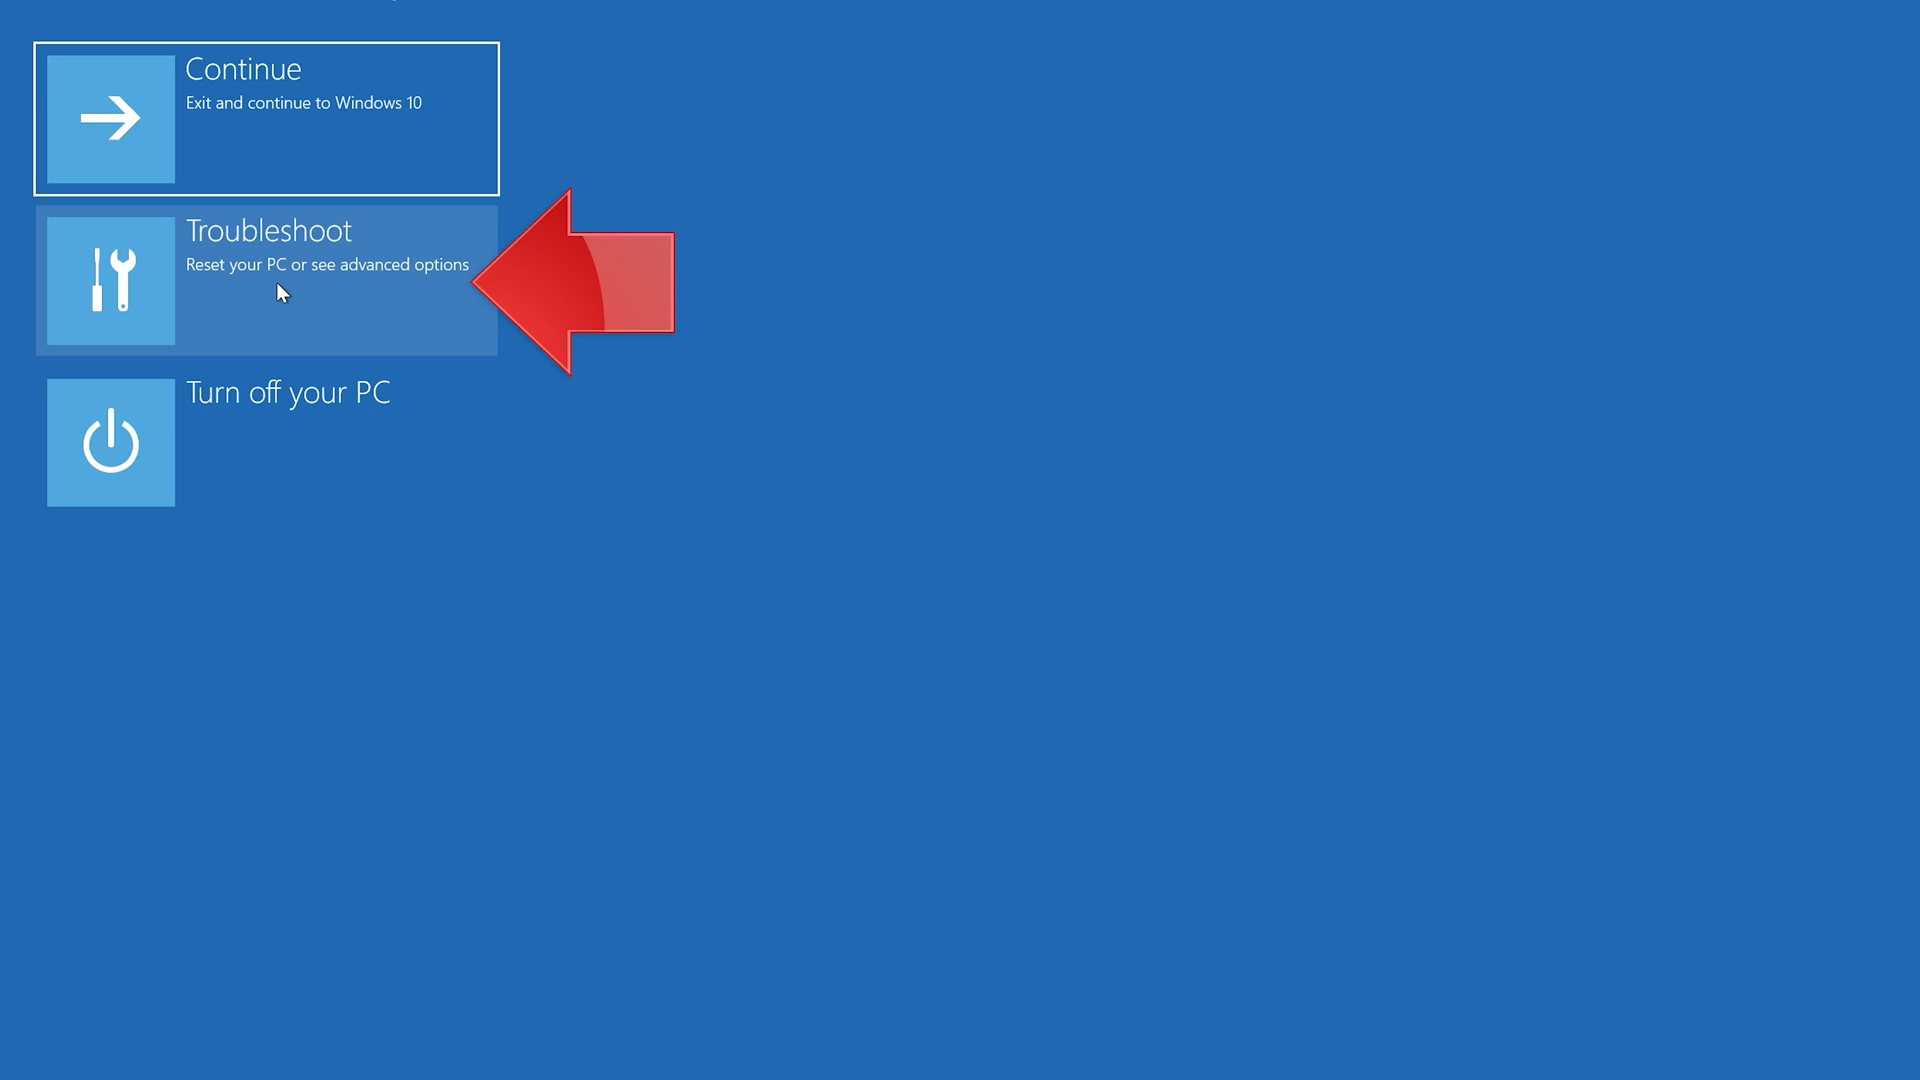 Continue
Exit and continue to Windows 10
Troubleshoot
Reset your PC or see advanced options
Turn off your PC